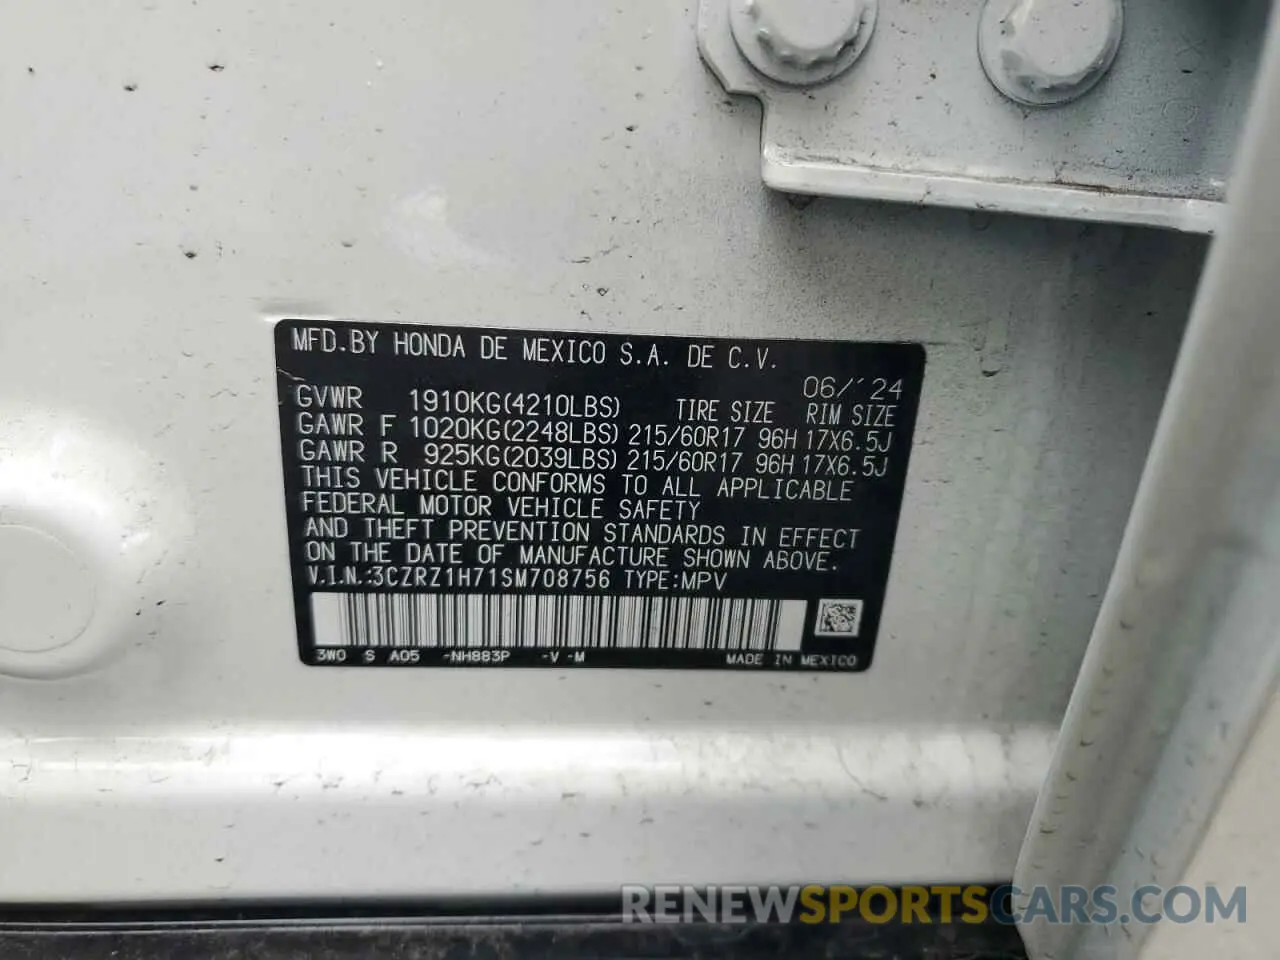 MFD.BY HONDA DE MEXICO S.A. DE C.V.
06/'24
GVWR 1910KG(4210LBS) TIRE SIZE RIM SIZE
GAWR F 1020KG(2248LBS) 215/60R17 96H 17X6.5J
GAWR R 925KG(2039LBS) 215/60R17 96H 17X6.5J
THIS VEHICLE CONFORMS TO ALL APPLICABLE
FEDERAL MOTOR VEHICLE SAFETY
AND THEFT PREVENTION STANDARDS IN EFFECT
ON THE DATE OF MANUFACTURE SHOWN ABOVE.
V.I.N.:3CZRZ1H71SM708756 TYPE:MPV
3W0 S A05 -NH883P -V -M MADE IN MEXICO
RENEWSPORTSCARS.COM